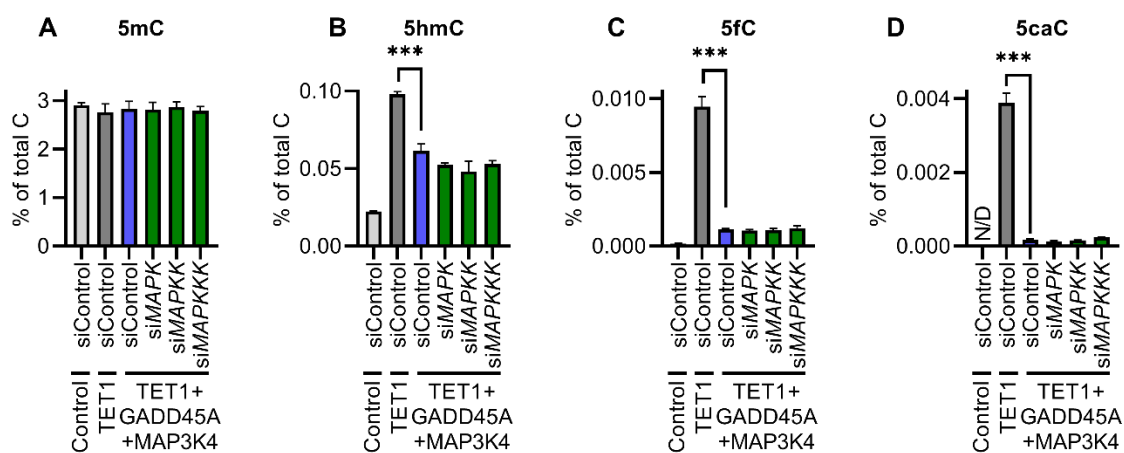 A
5mC
% of total C
3
2
1
0
siControl
siControl
siControl
siMAPK
siMAPKK
siMAPKKK
Control
TET1
TET1+
GADD45A
+MAP3K4
B
5hmC
***
% of total C
0.10
0.05
0.00
siControl
siControl
siControl
siMAPK
siMAPKK
siMAPKKK
Control
TET1
TET1+
GADD45A
+MAP3K4
C
5fC
***
% of total C
0.010
0.005
0.000
siControl
siControl
siControl
siMAPK
siMAPKK
siMAPKKK
Control
TET1
TET1+
GADD45A
+MAP3K4
D
5caC
***
% of total C
0.004
0.002
0.000
N/D
siControl
siControl
siControl
siMAPK
siMAPKK
siMAPKKK
Control
TET1
TET1+
GADD45A
+MAP3K4